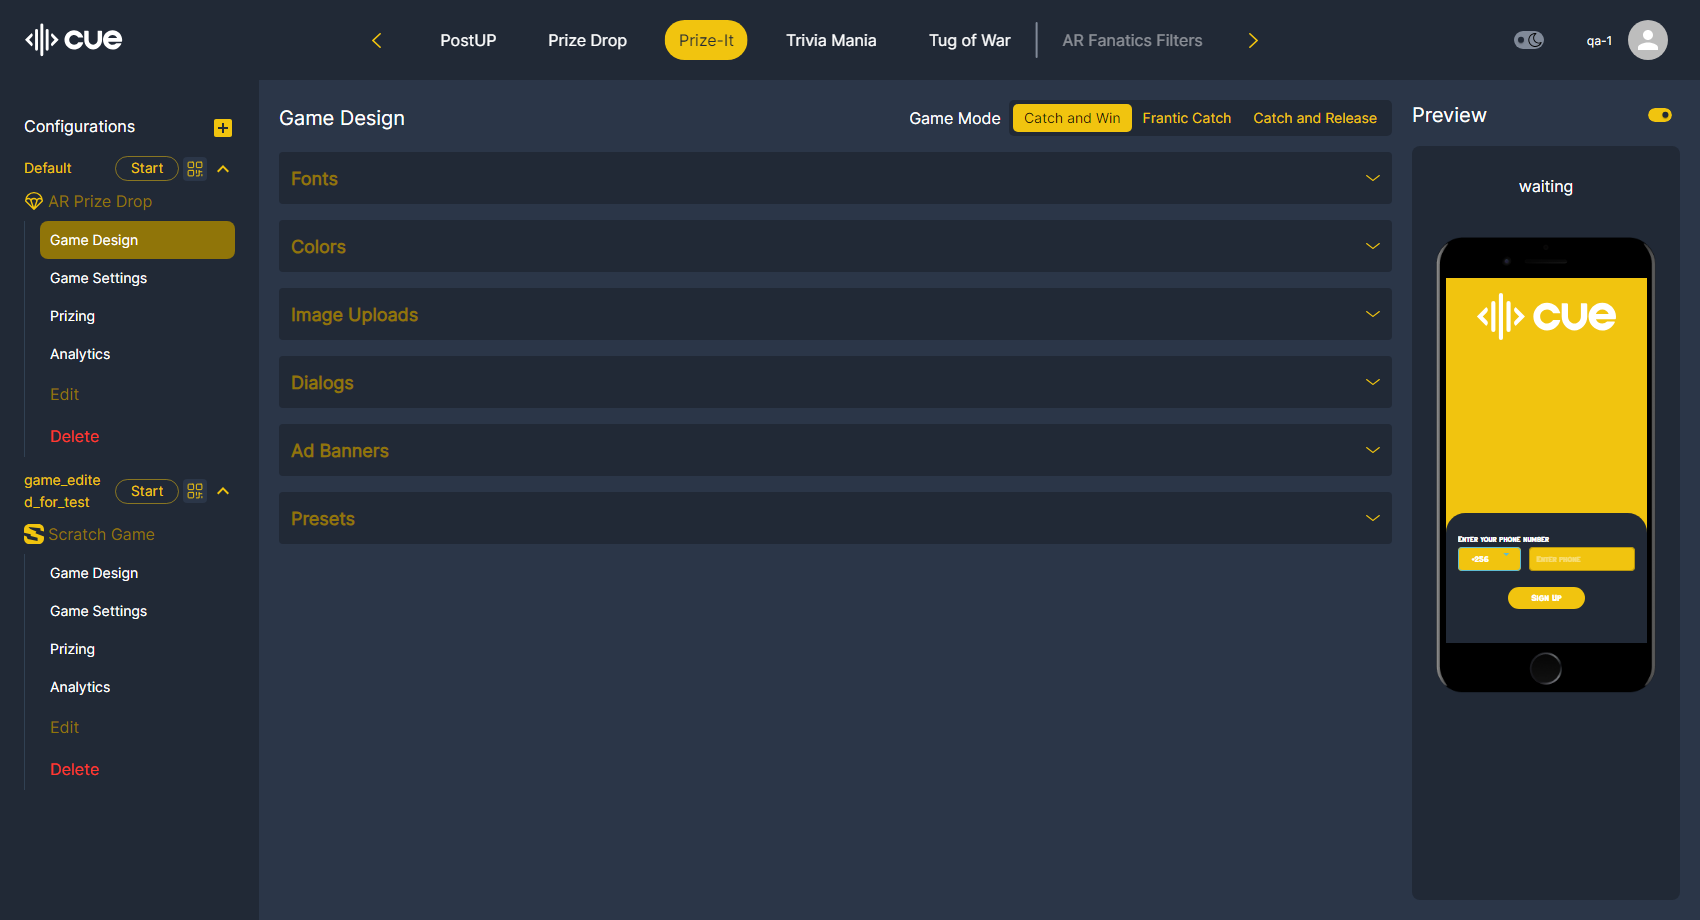 cue
PostUP
Prize Drop
Prize-It
Trivia Mania
Tug of War
AR Fanatics Filters
qa-1
Configurations
Default
Start
AR Prize Drop
Game Design
Game Settings
Prizing
Analytics
Edit
Delete
game_edite
d_for_test
Start
Scratch Game
Game Design
Game Settings
Prizing
Analytics
Edit
Delete
Game Design
Game Mode
Catch and Win
Frantic Catch
Catch and Release
Fonts
Colors
Image Uploads
Dialogs
Ad Banners
Presets
Preview
waiting
cue
Enter your phone number
+256
Enter phone
Sign Up